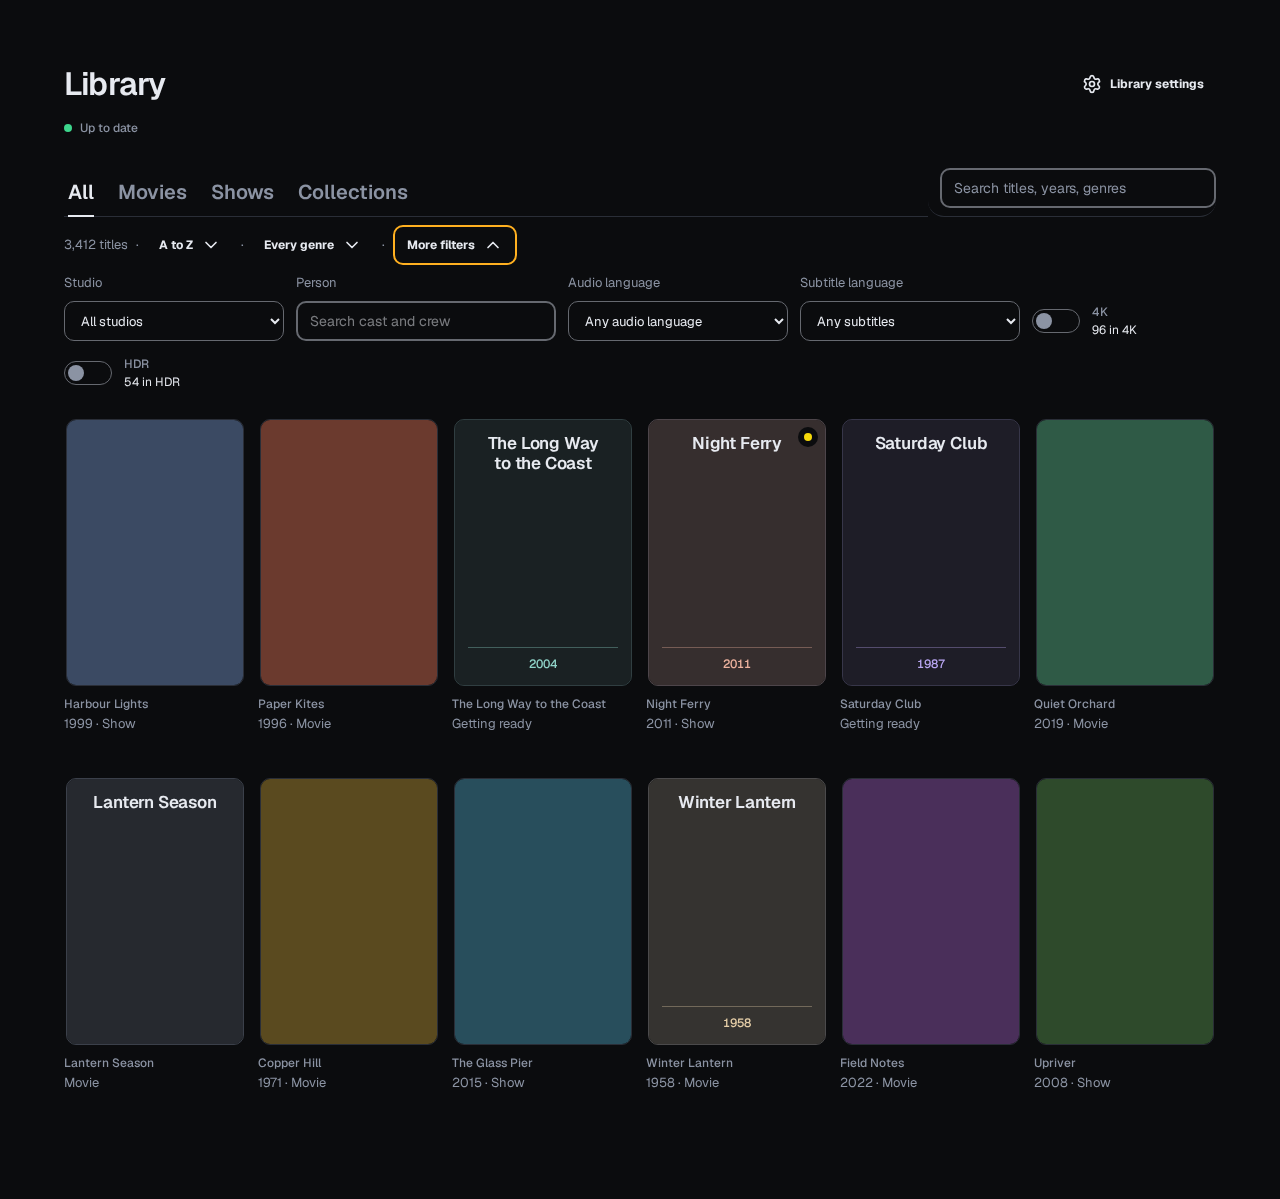 Library
Library settings
Up to date
All Movies Shows Collections
Search titles, years, genres
3,412 titles · A to Z · Every genre · More filters
Studio
Person
Audio language
Subtitle language
All studios
Search cast and crew
Any audio language
Any subtitles
4K
96 in 4K
HDR
54 in HDR
The Long Way
to the Coast
2004
Night Ferry
2011
Saturday Club
1987
Harbour Lights
1999 · Show
Paper Kites
1996 · Movie
The Long Way to the Coast
Getting ready
Night Ferry
2011 · Show
Saturday Club
Getting ready
Quiet Orchard
2019 · Movie
Lantern Season
Winter Lantern
1958
Lantern Season
Movie
Copper Hill
1971 · Movie
The Glass Pier
2015 · Show
Winter Lantern
1958 · Movie
Field Notes
2022 · Movie
Upriver
2008 · Show